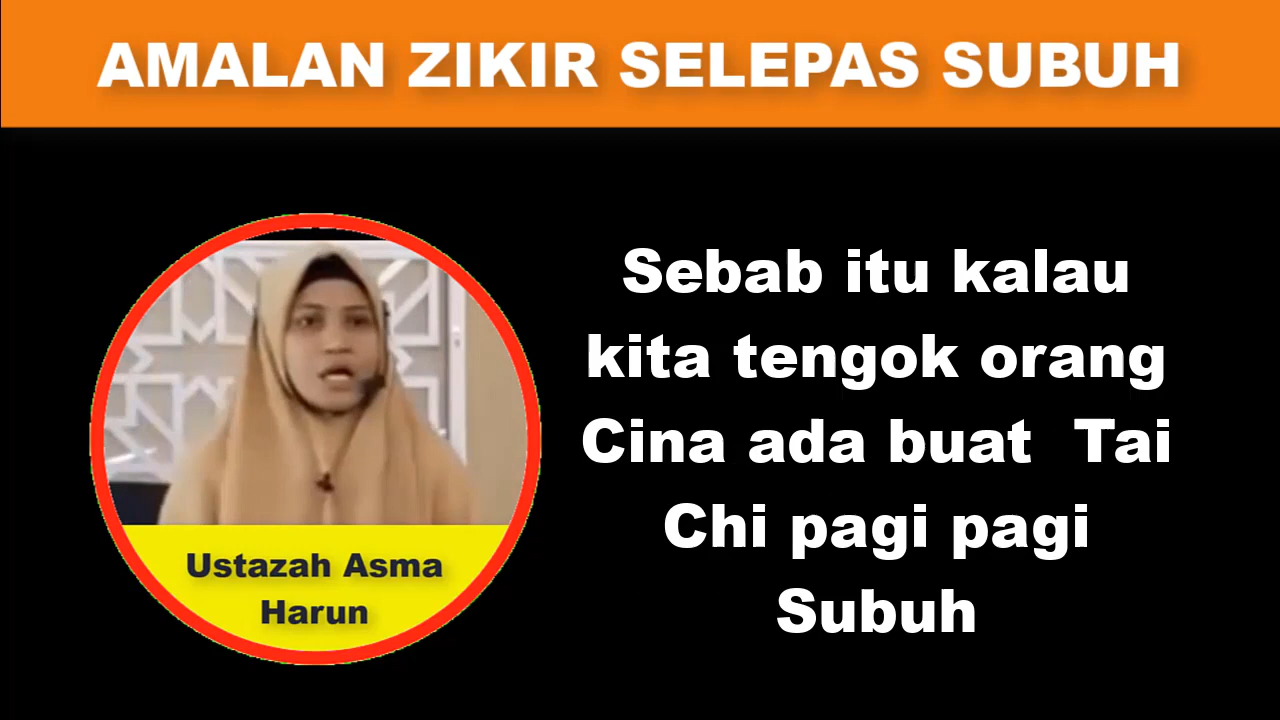 AMALAN ZIKIR SELEPAS SUBUH
Sebab itu kalau
kita tengok orang
Cina ada buat  Tai
Chi pagi pagi
Subuh
Ustazah Asma
Harun